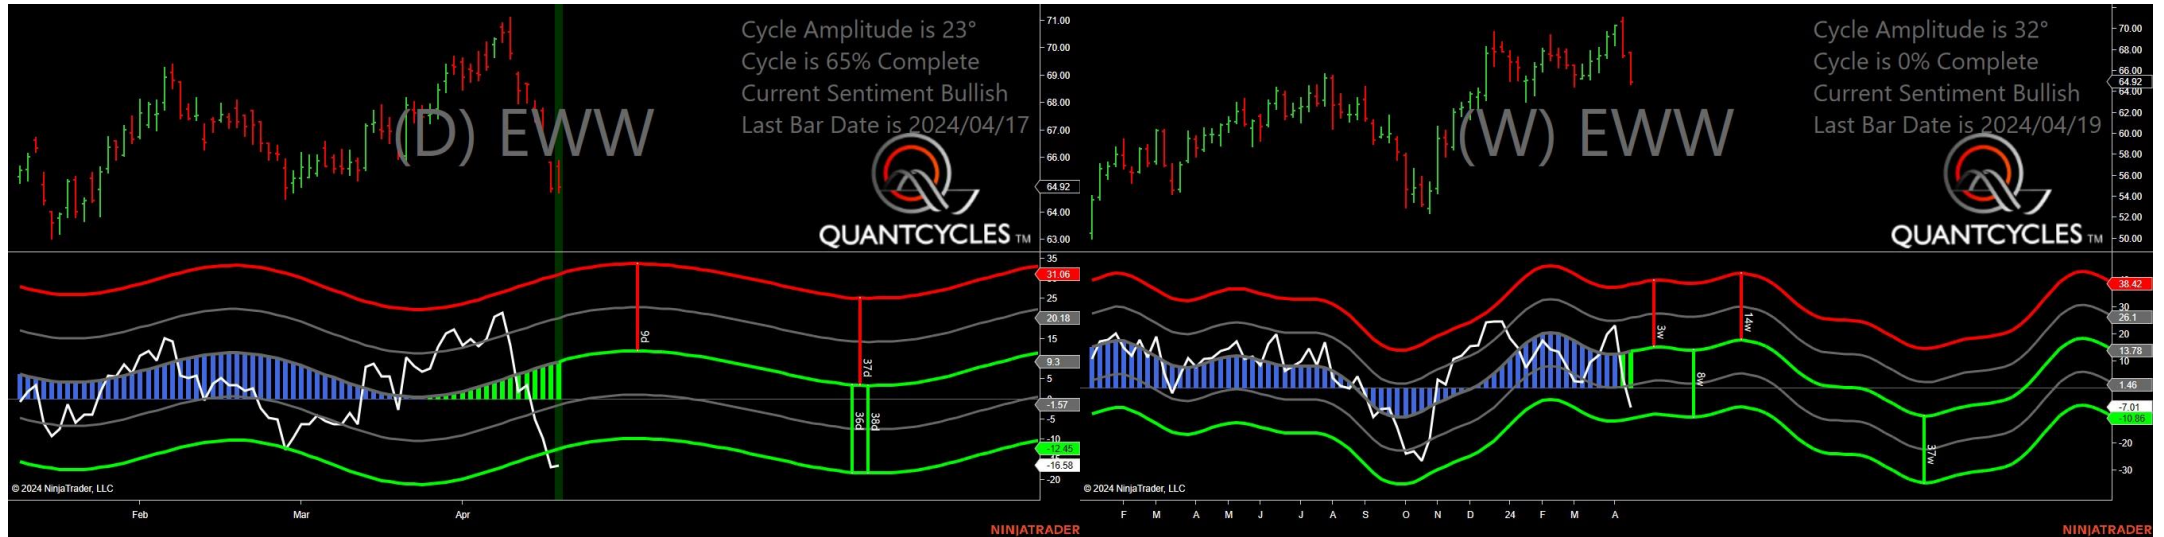 Cycle Amplitude is 23°
Cycle is 65% Complete
Current Sentiment Bullish
Last Bar Date is 2024/04/17
(D) EWW
QUANTCYCLES TM
71.00
70.00
69.00
68.00
67.00
66.00
64.92
64.00
63.00
35
31.06
25
20.18
15
9.3
5
-1.57
-5
-10
-12.45
-16.58
-20
9d
37d
36d
38d
© 2024 NinjaTrader, LLC
Feb Mar Apr
NINJATRADER
Cycle Amplitude is 32°
Cycle is 0% Complete
Current Sentiment Bullish
Last Bar Date is 2024/04/19
(W) EWW
QUANTCYCLES TM
70.00
68.00
66.00
64.92
64.00
62.00
60.00
58.00
56.00
54.00
52.00
50.00
38.42
30
26.1
20
13.78
10
1.46
-7.01
-10.86
-20
-30
3w
14w
8w
37w
© 2024 NinjaTrader, LLC
F M A M J J A S O N D 24 F M A
NINJATRADER